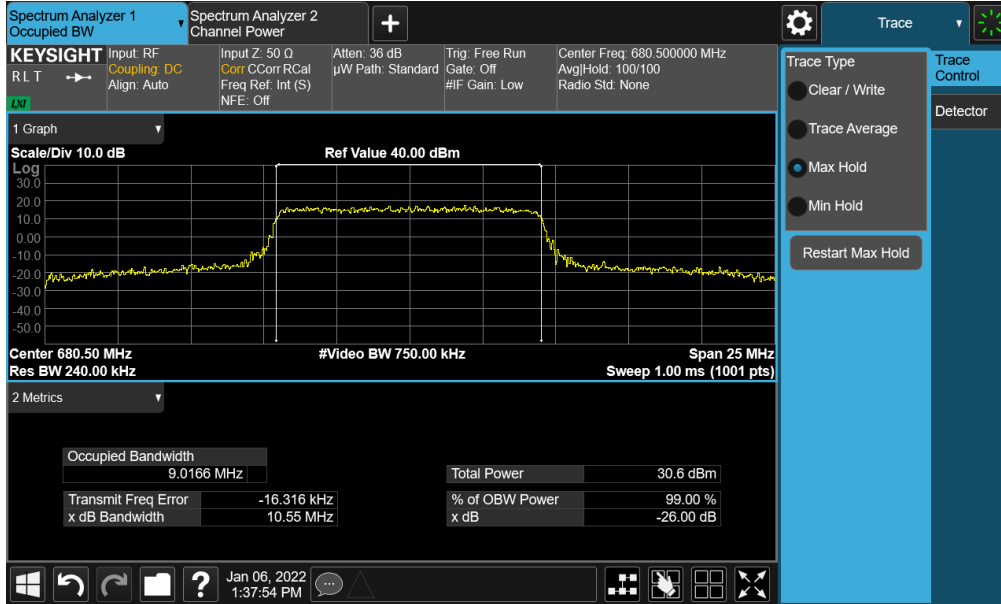 Spectrum Analyzer 1
Occupied BW
Spectrum Analyzer 2
Channel Power
Trace
KEYSIGHT
R L T
LXI
Input: RF
Coupling: DC
Align: Auto
Input Z: 50 Ω
Corr CCorr RCal
Freq Ref: Int (S)
NFE: Off
Atten: 36 dB
µW Path: Standard
Trig: Free Run
Gate: Off
#IF Gain: Low
Center Freq: 680.500000 MHz
Avg|Hold: 100/100
Radio Std: None
Trace Type
Clear / Write
Trace Average
Max Hold
Min Hold
Restart Max Hold
Trace
Control
Detector
1 Graph
Scale/Div 10.0 dB
Ref Value 40.00 dBm
Log
30.0
20.0
10.0
0.00
-10.0
-20.0
-30.0
-40.0
-50.0
Center 680.50 MHz
#Video BW 750.00 kHz
Span 25 MHz
Res BW 240.00 kHz
Sweep 1.00 ms (1001 pts)
2 Metrics
Occupied Bandwidth
9.0166 MHz
Total Power 30.6 dBm
Transmit Freq Error -16.316 kHz
% of OBW Power 99.00 %
x dB Bandwidth 10.55 MHz
x dB -26.00 dB
?
Jan 06, 2022
1:37:54 PM